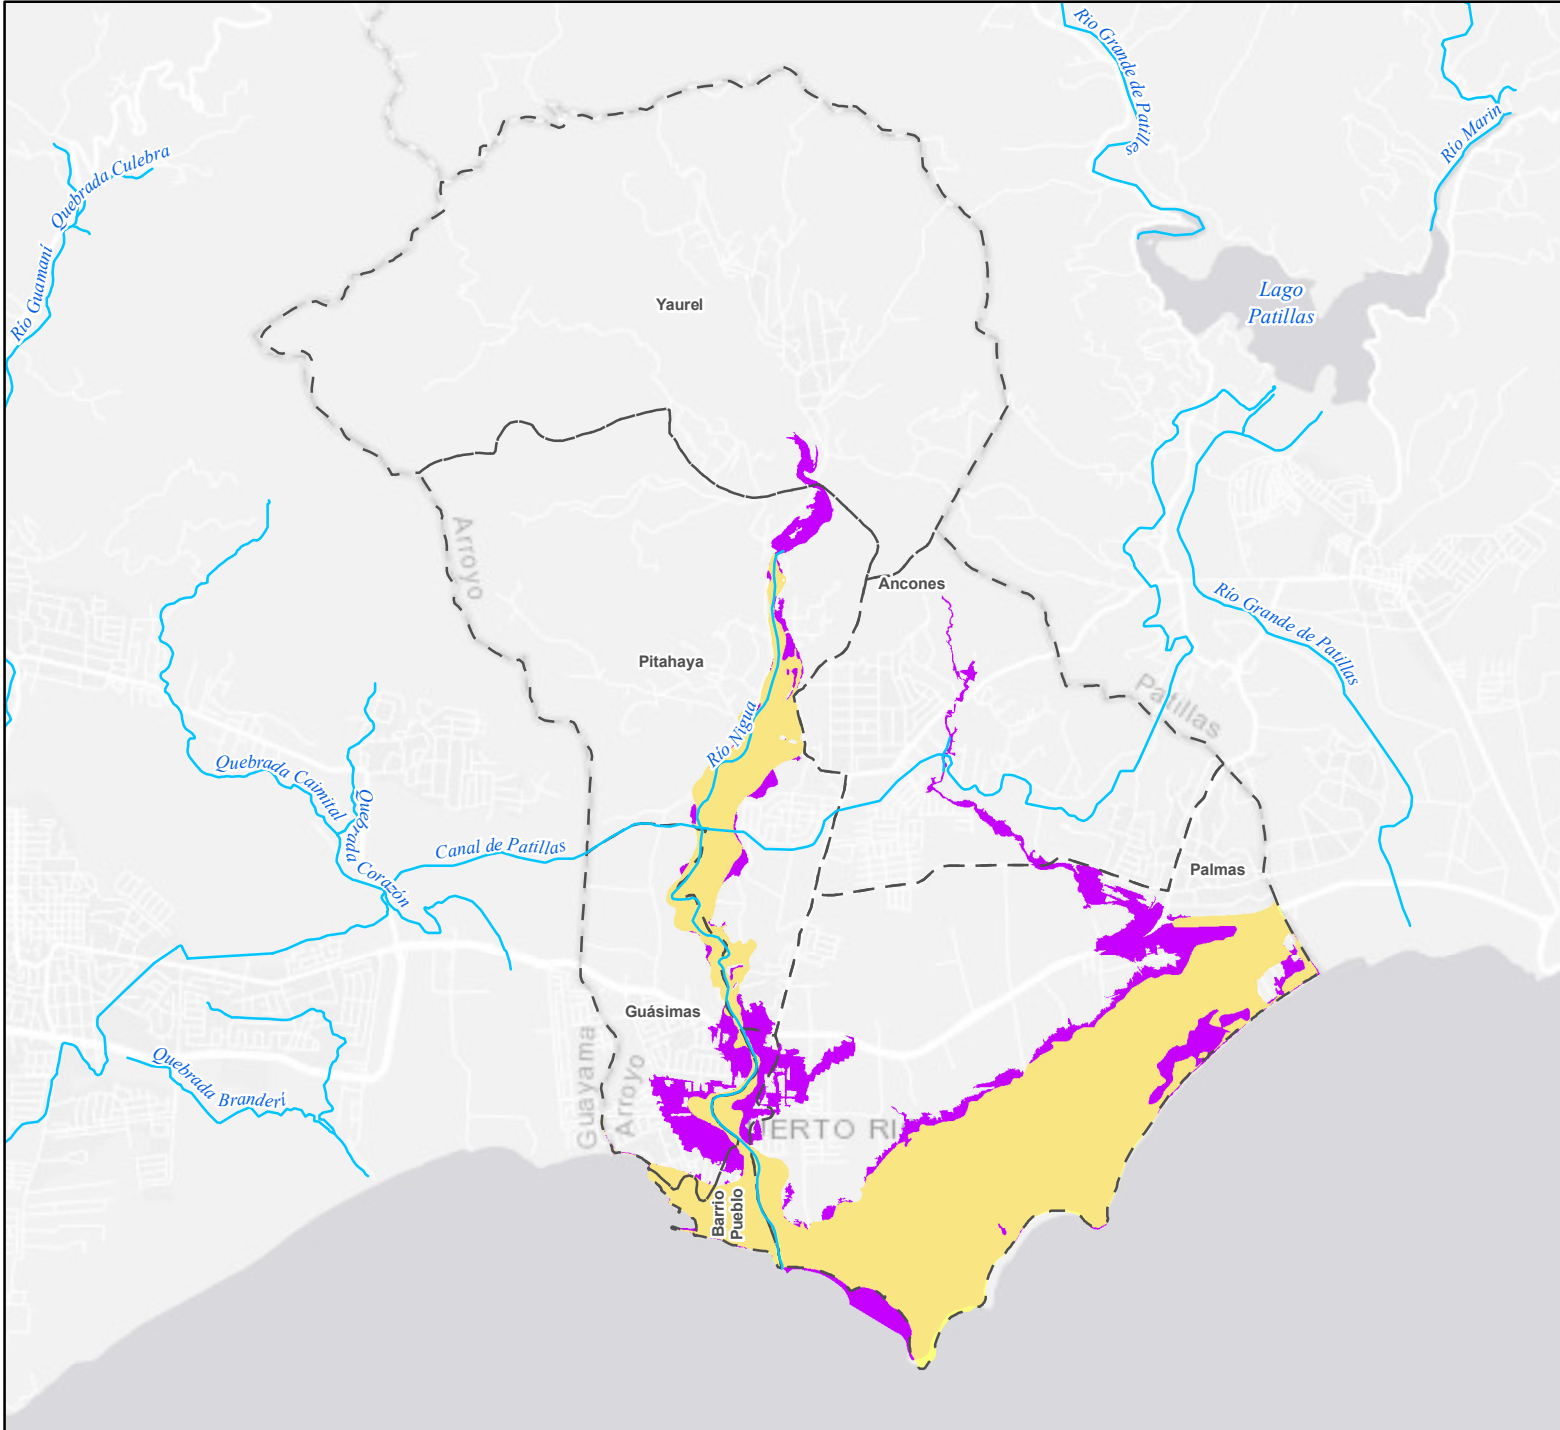 Río Grande de Patilles
Río Marin
Quebrada Culebra
Río Guamaní
Lago
Patillas
Yaurel
Arroyo
Ancones
Río Grande de Patillas
Pitahaya
Patillas
Río Nigua
Quebrada Caimital
Quebrada Corazón
Canal de Patillas
Palmas
Guásimas
Guayama
Arroyo
Quebrada Branderí
ERTO RI
Barrio
Pueblo